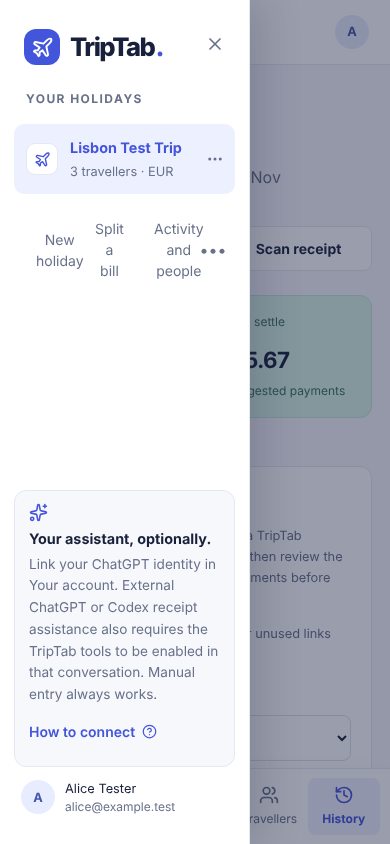 TripTab.
A
YOUR HOLIDAYS
Lisbon Test Trip
3 travellers · EUR
Nov
New holiday
Split a bill
Activity and people
Scan receipt
settle
5.67
gested payments
Your assistant, optionally.
Link your ChatGPT identity in
Your account. External
ChatGPT or Codex receipt
assistance also requires the
TripTab tools to be enabled in
that conversation. Manual
entry always works.
How to connect
TripTab
then review the
ments before
unused links
A
Alice Tester
alice@example.test
ravellers
History